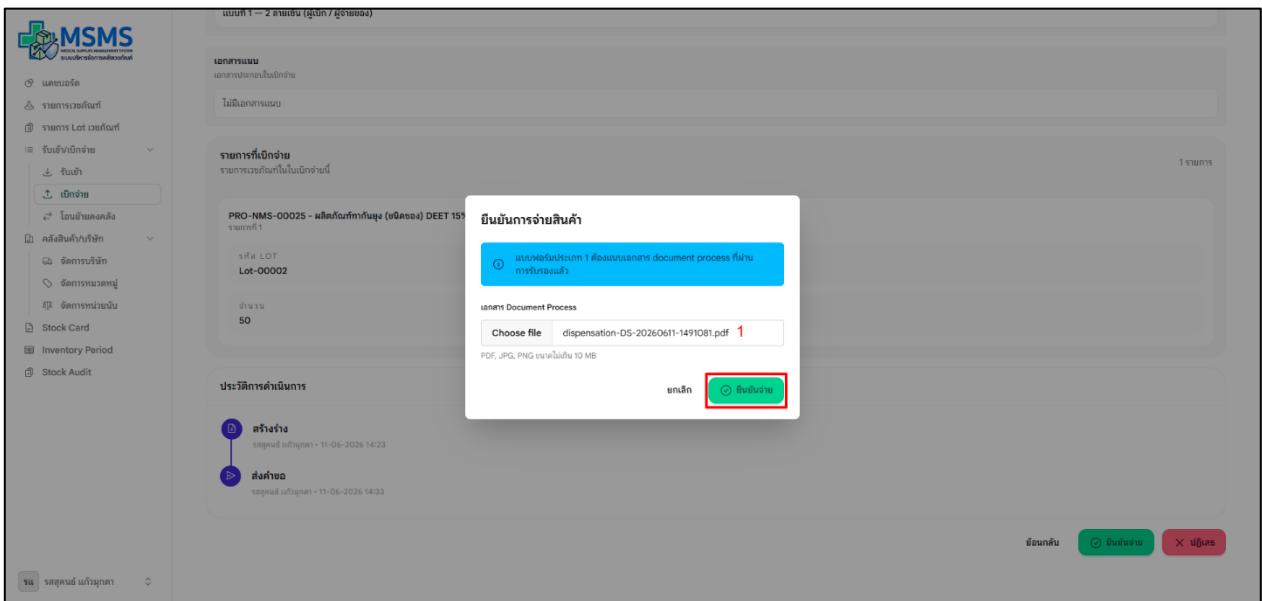 MSMS
MEDICAL SUPPLIES MANAGEMENT SYSTEM
ระบบบริหารจัดการคลังเวชภัณฑ์
แดชบอร์ด
รายการเวชภัณฑ์
รายการ Lot เวชภัณฑ์
รับเข้า/เบิกจ่าย
รับเข้า
เบิกจ่าย
โอนย้ายคงคลัง
คลังสินค้า/บริษัท
จัดการบริษัท
จัดการหมวดหมู่
จัดการหน่วยนับ
Stock Card
Inventory Period
Stock Audit
รสสุคนธ์ แก้วมุกดา
แบบที่ 1 — 2 ลายเซ็น (ผู้เบิก / ผู้จ่ายของ)
เอกสารแนบ
เอกสารประกอบใบเบิกจ่าย
ไม่มีเอกสารแนบ
รายการที่เบิกจ่าย
รายการเวชภัณฑ์ในใบเบิกจ่ายนี้
1 รายการ
PRO-NMS-00025 - ผลิตภัณฑ์ทากันยุง (ชนิดซอง) DEET 15%
รายการที่ 1
รหัส LOT
Lot-00002
จำนวน
50
ยืนยันการจ่ายสินค้า
แบบฟอร์มประเภท 1 ต้องแนบเอกสาร document process ที่ผ่าน
การรับรองแล้ว
เอกสาร Document Process
Choose file dispensation-DS-20260611-1491081.pdf 1
PDF, JPG, PNG ขนาดไม่เกิน 10 MB
ยกเลิก ยืนยันจ่าย
ประวัติการดำเนินการ
สร้างร่าง
รสสุคนธ์ แก้วมุกดา • 11-06-2026 14:23
ส่งคำขอ
รสสุคนธ์ แก้วมุกดา • 11-06-2026 14:33
ย้อนกลับ ยืนยันจ่าย ปฏิเสธ